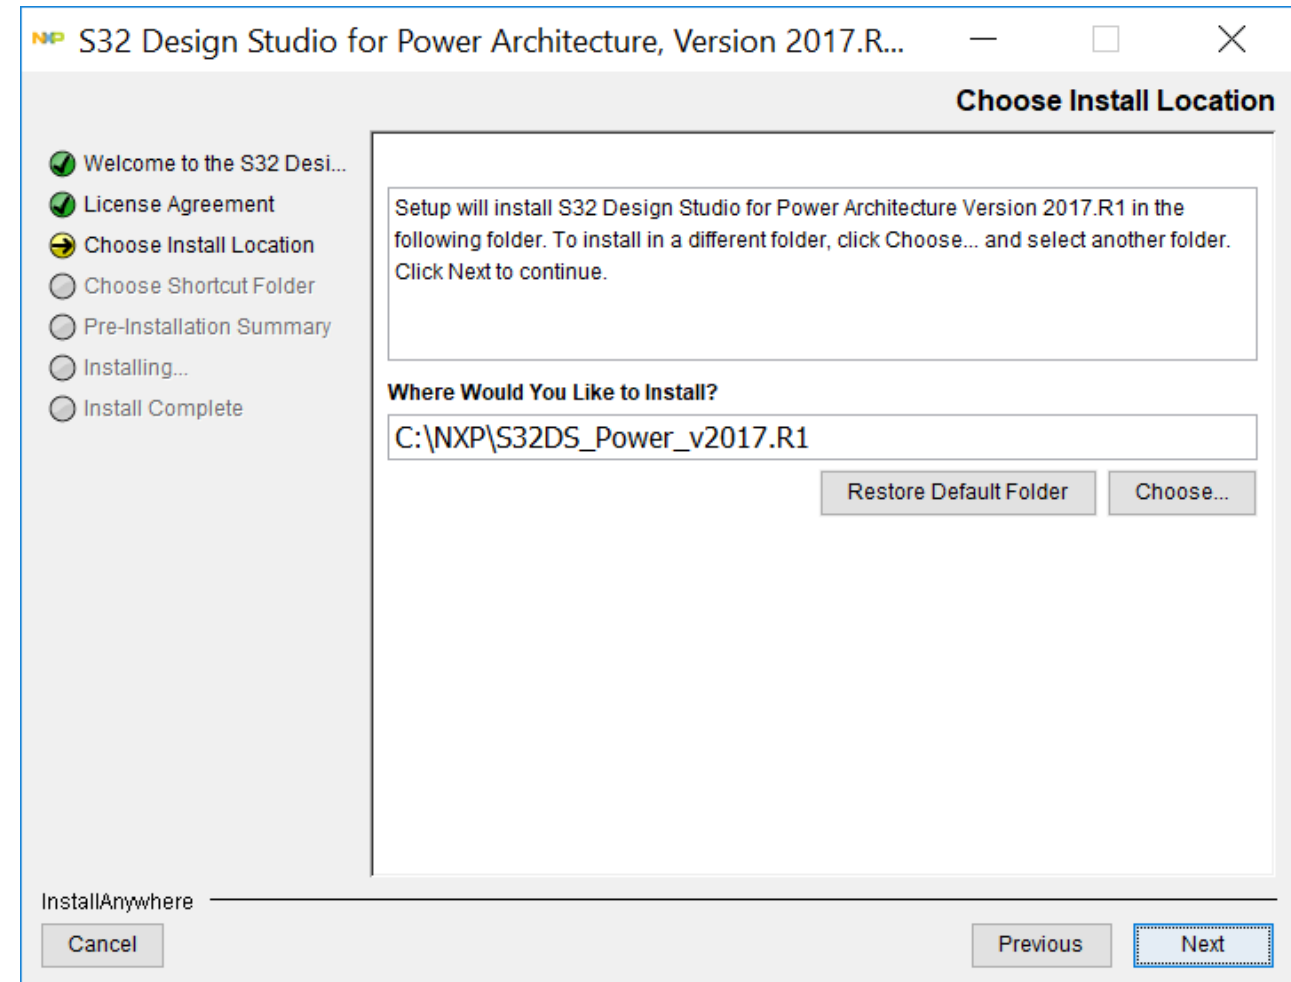 NXP S32 Design Studio for Power Architecture, Version 2017.R...
Choose Install Location
Welcome to the S32 Desi...
License Agreement
Choose Install Location
Choose Shortcut Folder
Pre-Installation Summary
Installing...
Install Complete
Setup will install S32 Design Studio for Power Architecture Version 2017.R1 in the
following folder. To install in a different folder, click Choose... and select another folder.
Click Next to continue.
Where Would You Like to Install?
C:\NXP\S32DS_Power_v2017.R1
Restore Default Folder
Choose...
InstallAnywhere
Cancel
Previous
Next